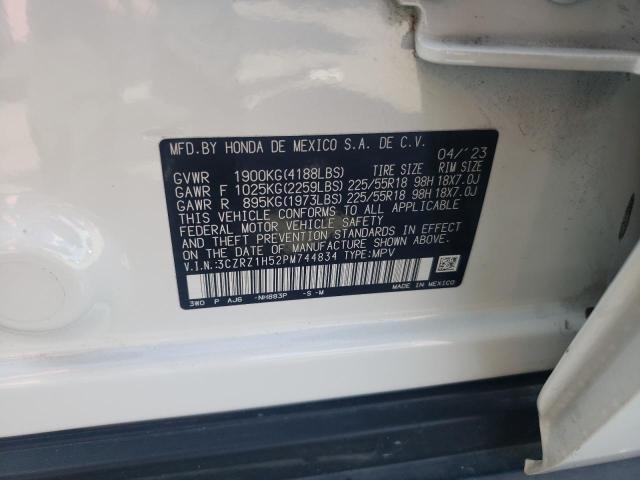 MFD.BY HONDA DE MEXICO S.A. DE C.V.
04/'23
GVWR 1900KG(4188LBS) TIRE SIZE RIM SIZE
GAWR F 1025KG(2259LBS) 225/55R18 98H 18X7.0J
GAWR R 895KG(1973LBS) 225/55R18 98H 18X7.0J
THIS VEHICLE CONFORMS TO ALL APPLICABLE
FEDERAL MOTOR VEHICLE SAFETY
AND THEFT PREVENTION STANDARDS IN EFFECT
ON THE DATE OF MANUFACTURE SHOWN ABOVE.
V.I.N.:3CZRZ1H52PM744834 TYPE:MPV
3W0 P AJ6 -NH883P -S -M
MADE IN MEXICO